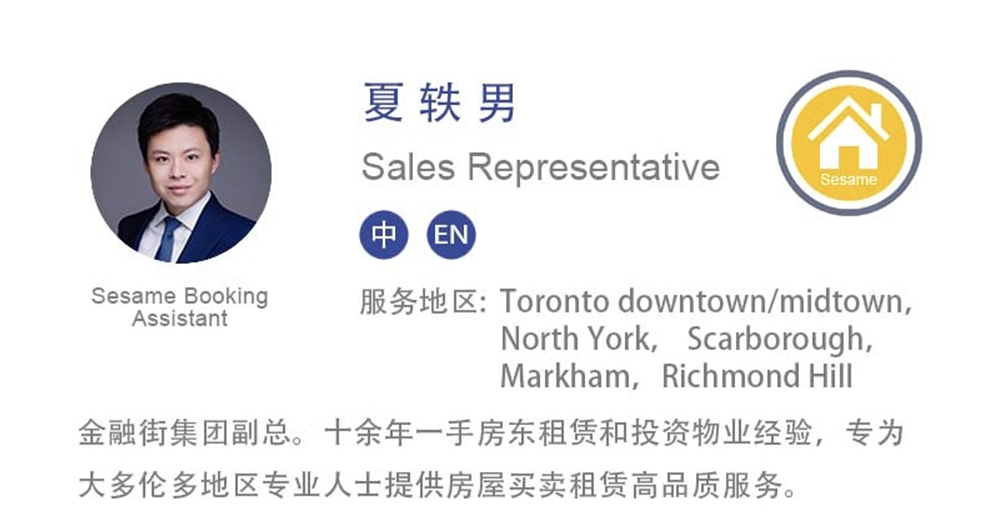 夏轶男
Sales Representative
Sesame
中 EN
Sesame Booking
Assistant
服务地区: Toronto downtown/midtown,
North York, Scarborough,
Markham, Richmond Hill
金融街集团副总。十余年一手房东租赁和投资物业经验，专为
大多伦多地区专业人士提供房屋买卖租赁高品质服务。